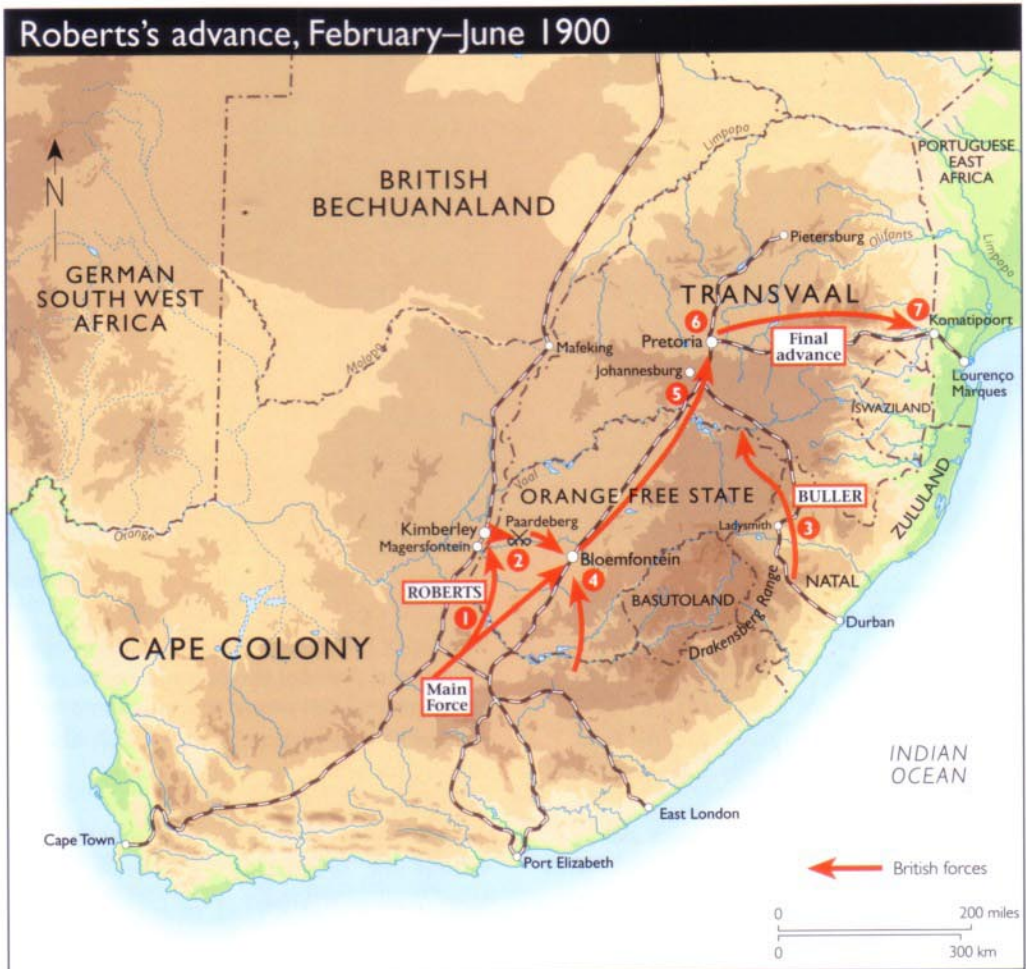 Roberts's advance, February–June 1900
N
BRITISH
BECHUANALAND
GERMAN
SOUTH WEST
AFRICA
PORTUGUESE
EAST
AFRICA
Limpopo
Limpopo
Pietersburg
Olifants
TRANSVAAL
7
Komatipoort
6
Pretoria
Final
advance
Mafeking
Molopo
Johannesburg
5
Lourenço
Marques
SWAZILAND
ZULULAND
Vaal
ORANGE FREE STATE
BULLER
Ladysmith
3
Orange
Kimberley
Paardeberg
Magersfontein
2
Bloemfontein
4
NATAL
ROBERTS
1
BASUTOLAND
Drakensberg Range
Durban
CAPE COLONY
Main
Force
INDIAN
OCEAN
East London
Cape Town
Port Elizabeth
British forces
0
200 miles
0
300 km